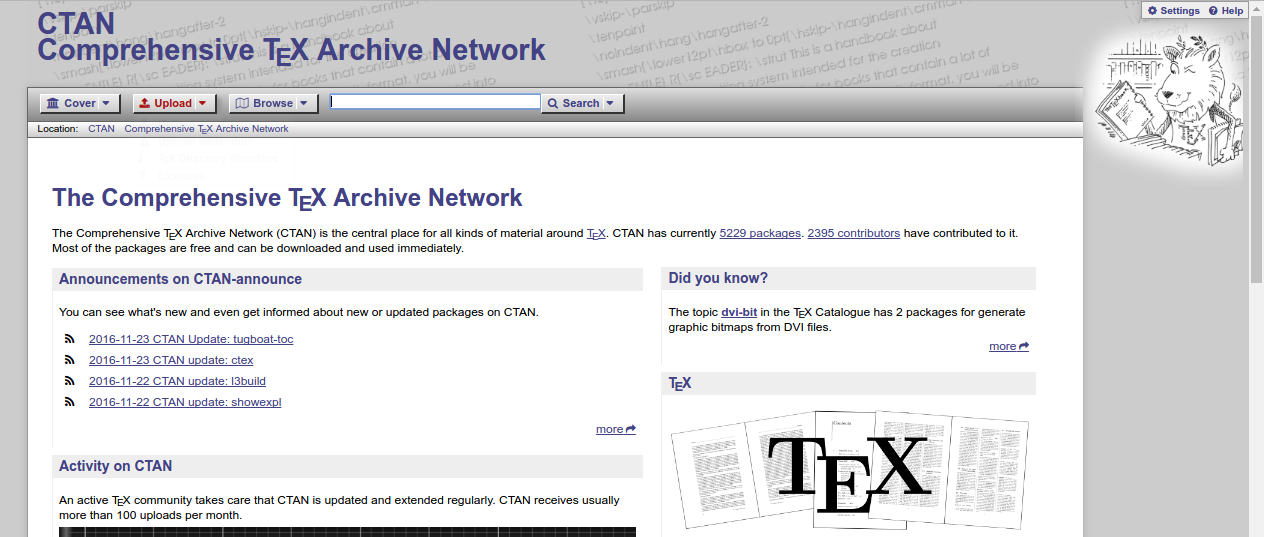 Settings Help
CTAN
Comprehensive TEX Archive Network
Cover Upload Browse Search
Location: CTAN Comprehensive TEX Archive Network
The Comprehensive TEX Archive Network
The Comprehensive TEX Archive Network (CTAN) is the central place for all kinds of material around TEX. CTAN has currently 5229 packages. 2395 contributors have contributed to it.
Most of the packages are free and can be downloaded and used immediately.
Announcements on CTAN-announce
You can see what's new and even get informed about new or updated packages on CTAN.
2016-11-23 CTAN Update: tugboat-toc
2016-11-23 CTAN update: ctex
2016-11-22 CTAN update: l3build
2016-11-22 CTAN update: showexpl
more
Activity on CTAN
An active TEX community takes care that CTAN is updated and extended regularly. CTAN receives usually
more than 100 uploads per month.
Did you know?
The topic dvi-bit in the TEX Catalogue has 2 packages for generate
graphic bitmaps from DVI files.
more
TEX
Contents
TEX